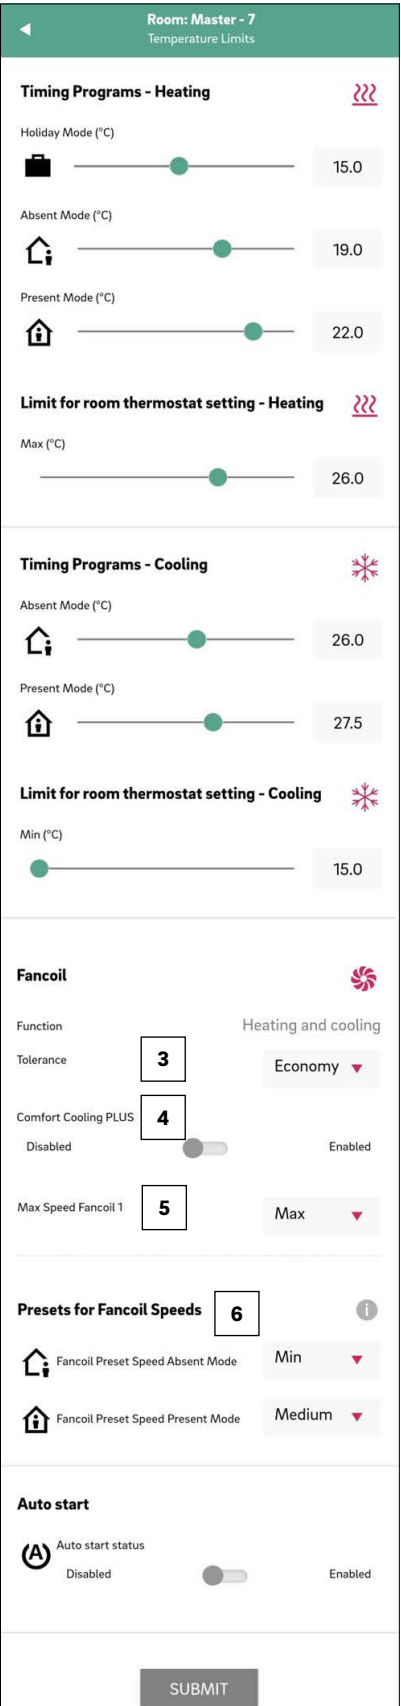 Room: Master - 7
Temperature Limits
Timing Programs - Heating
Holiday Mode (°C)
15.0
Absent Mode (°C)
19.0
Present Mode (°C)
22.0
Limit for room thermostat setting - Heating
Max (°C)
26.0
Timing Programs - Cooling
Absent Mode (°C)
26.0
Present Mode (°C)
27.5
Limit for room thermostat setting - Cooling
Min (°C)
15.0
Fancoil
Function Heating and cooling
Tolerance 3 Economy
Comfort Cooling PLUS 4
Disabled Enabled
Max Speed Fancoil 1 5 Max
Presets for Fancoil Speeds 6 i
Fancoil Preset Speed Absent Mode Min
Fancoil Preset Speed Present Mode Medium
Auto start
(A) Auto start status
Disabled Enabled
SUBMIT